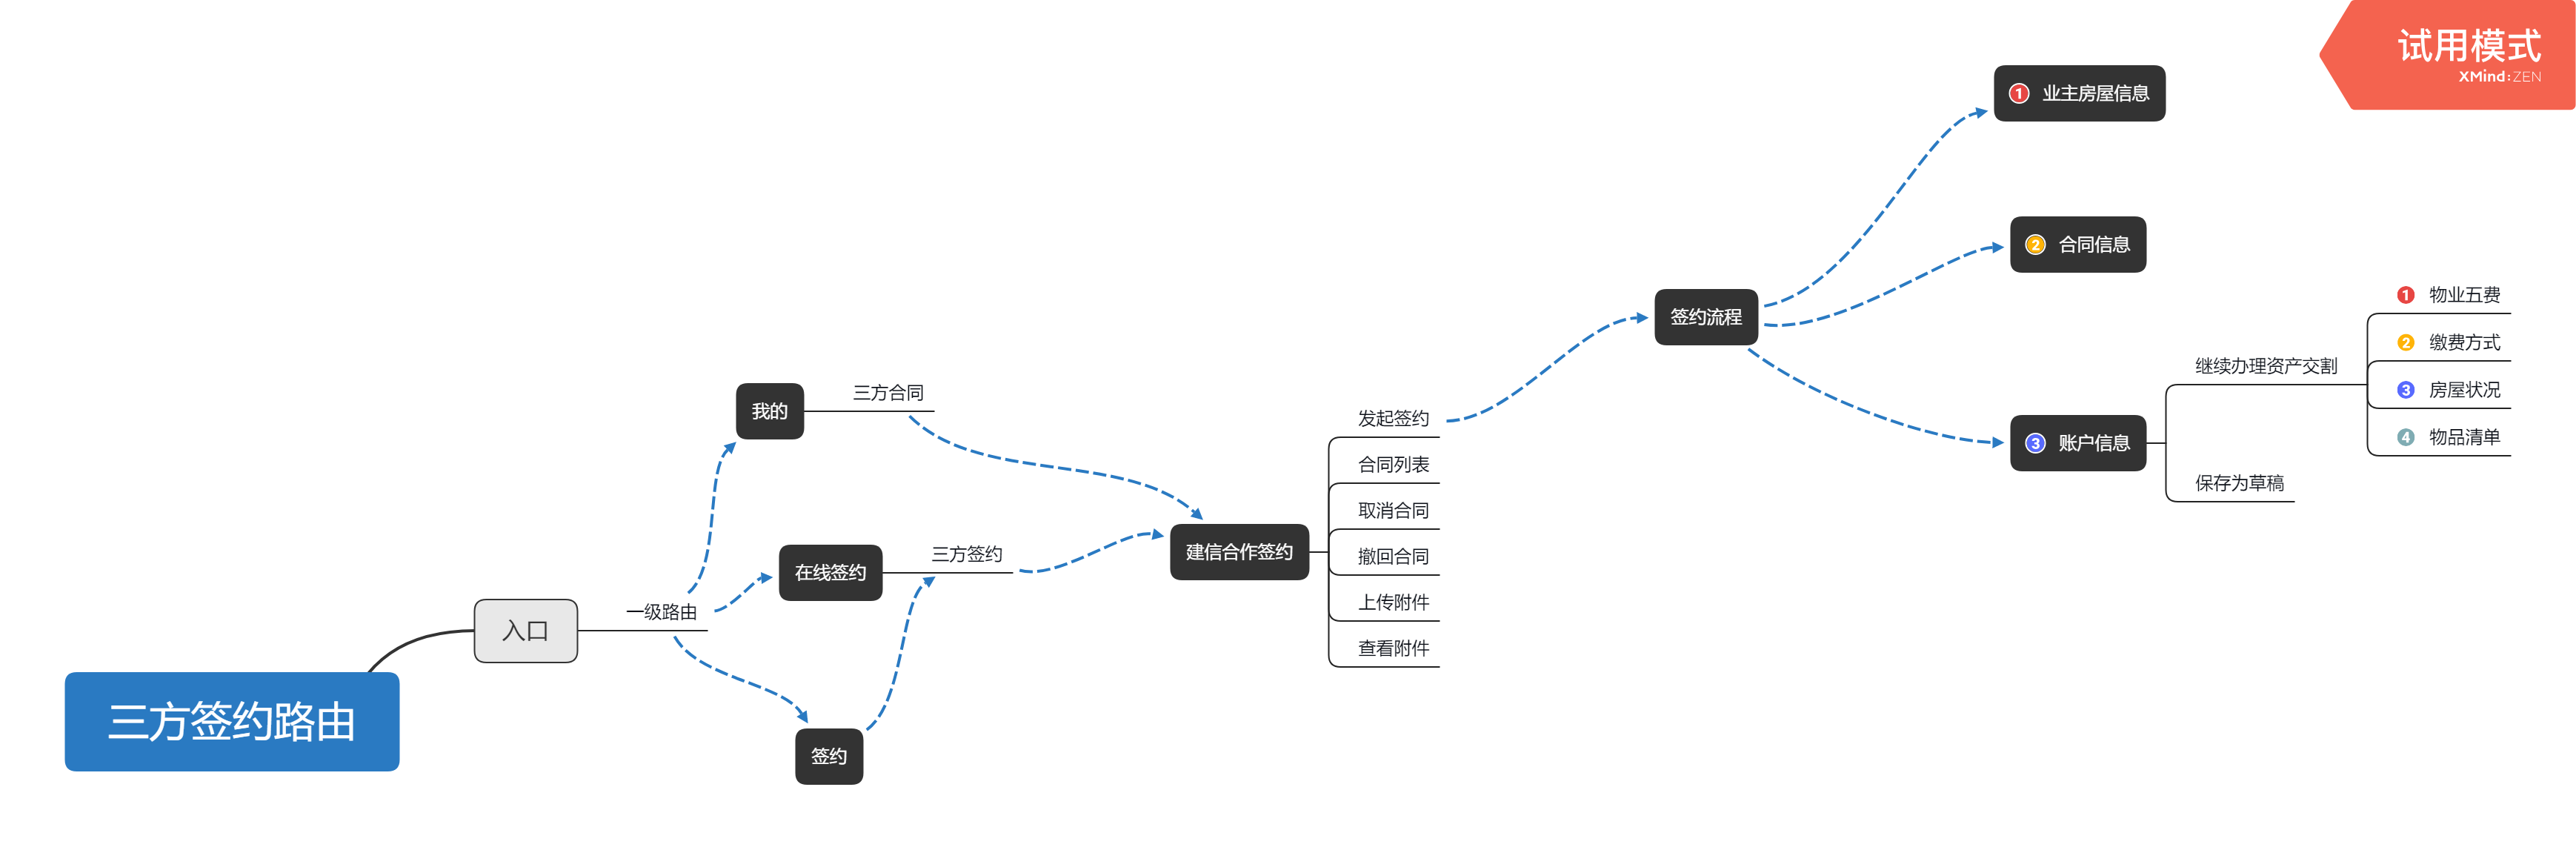 试用模式
XMind:ZEN
三方签约路由
入口
一级路由
我的
三方合同
在线签约
三方签约
签约
建信合作签约
发起签约
合同列表
取消合同
撤回合同
上传附件
查看附件
签约流程
1 业主房屋信息
2 合同信息
3 账户信息
继续办理资产交割
1 物业五费
2 缴费方式
3 房屋状况
4 物品清单
保存为草稿